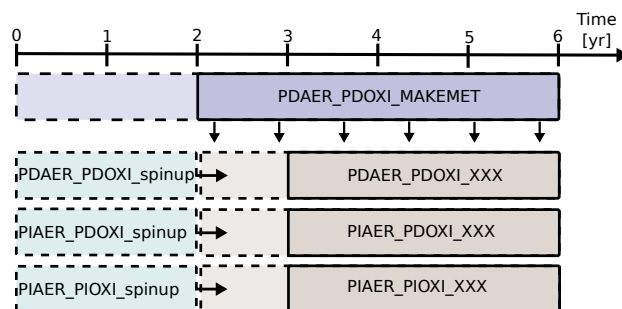 Time
[yr]
0 1 2 3 4 5 6
PDAER_PDOXI_MAKEMET
PDAER_PDOXI_spinup PDAER_PDOXI_XXX
PIAER_PDOXI_spinup PIAER_PDOXI_XXX
PIAER_PIOXI_spinup PIAER_PIOXI_XXX